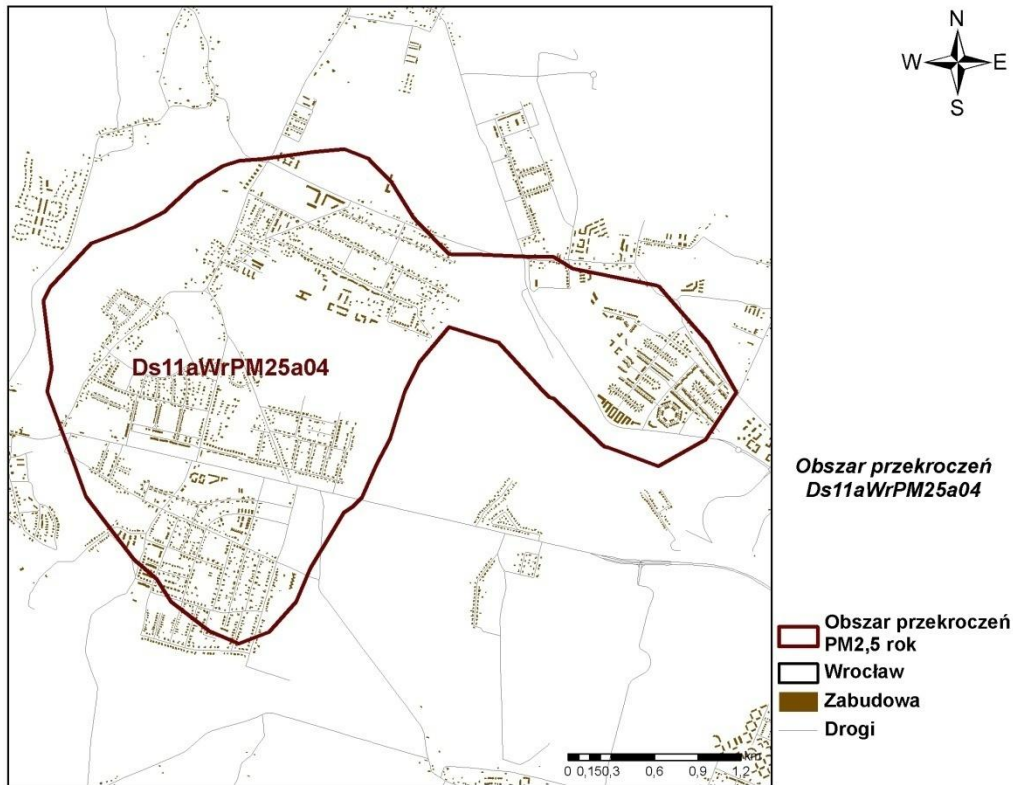 N
W E
S
Ds11aWrPM25a04
Obszar przekroczeń
Ds11aWrPM25a04
Obszar przekroczeń
PM2,5 rok
Wrocław
Zabudowa
Drogi
km
0 0,150,3 0,6 0,9 1,2